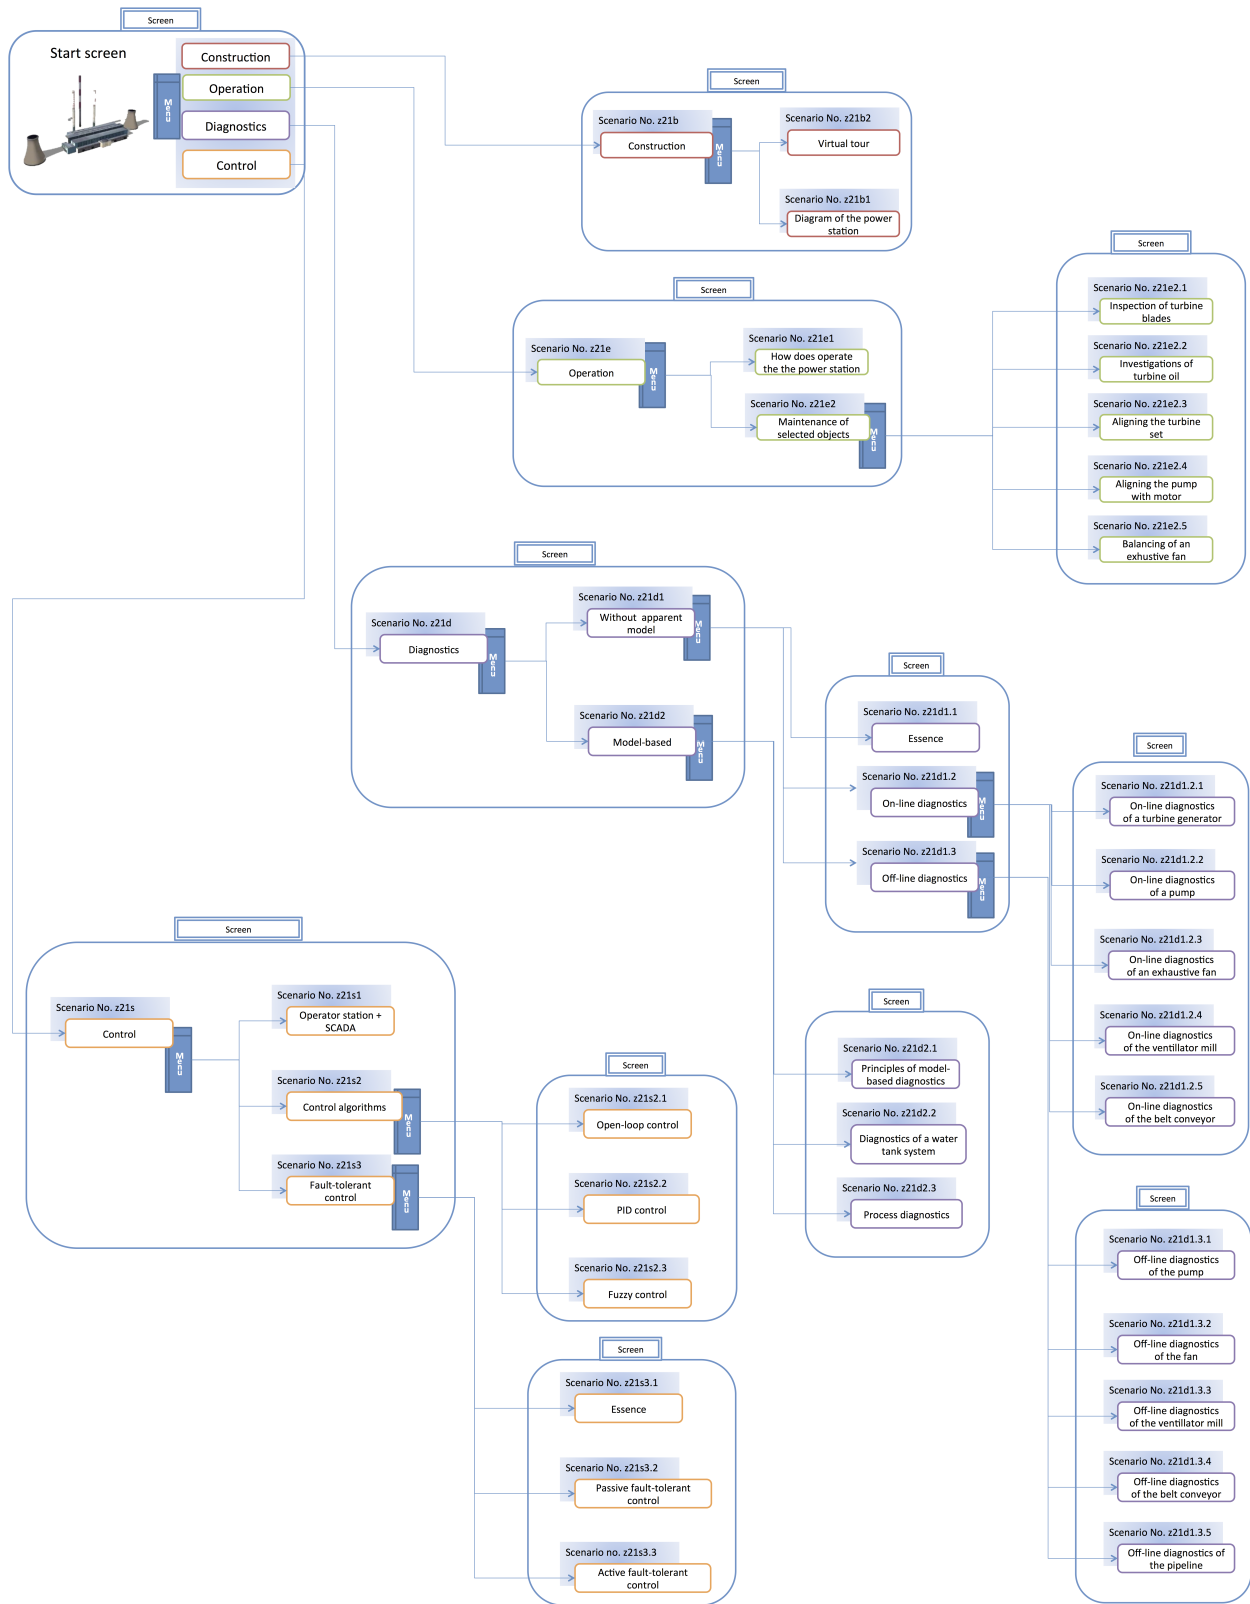 Screen
Start screen
Menu
Construction
Operation
Diagnostics
Control
Screen
Scenario No. z21b
Construction
Menu
Scenario No. z21b2
Virtual tour
Scenario No. z21b1
Diagram of the power
station
Screen
Scenario No. z21e
Operation
Menu
Scenario No. z21e1
How does operate
the the power station
Scenario No. z21e2
Maintenance of
selected objects
Menu
Screen
Scenario No. z21e2.1
Inspection of turbine
blades
Scenario No. z21e2.2
Investigations of
turbine oil
Scenario No. z21e2.3
Aligning the turbine
set
Scenario No. z21e2.4
Aligning the pump
with motor
Scenario No. z21e2.5
Balancing of an
exhustive fan
Screen
Scenario No. z21d
Diagnostics
Menu
Scenario No. z21d1
Without apparent
model
Menu
Scenario No. z21d2
Model-based
Menu
Screen
Scenario No. z21d1.1
Essence
Scenario No. z21d1.2
On-line diagnostics
Menu
Scenario No. z21d1.3
Off-line diagnostics
Menu
Screen
Scenario No. z21d1.2.1
On-line diagnostics
of a turbine generator
Scenario No. z21d1.2.2
On-line diagnostics
of a pump
Scenario No. z21d1.2.3
On-line diagnostics
of an exhaustive fan
Scenario No. z21d1.2.4
On-line diagnostics
of the ventillator mill
Scenario No. z21d1.2.5
On-line diagnostics
of the belt conveyor
Screen
Scenario No. z21s
Control
Menu
Scenario No. z21s1
Operator station +
SCADA
Scenario No. z21s2
Control algorithms
Menu
Scenario No. z21s3
Fault-tolerant
control
Menu
Screen
Scenario No. z21d2.1
Principles of model-
based diagnostics
Scenario No. z21d2.2
Diagnostics of a water
tank system
Scenario No. z21d2.3
Process diagnostics
Screen
Scenario No. z21s2.1
Open-loop control
Scenario No. z21s2.2
PID control
Scenario No. z21s2.3
Fuzzy control
Screen
Scenario No. z21d1.3.1
Off-line diagnostics
of the pump
Scenario No. z21d1.3.2
Off-line diagnostics
of the fan
Scenario No. z21d1.3.3
Off-line diagnostics
of the ventillator mill
Scenario No. z21d1.3.4
Off-line diagnostics
of the belt conveyor
Scenario No. z21d1.3.5
Off-line diagnostics of
the pipeline
Screen
Scenario No. z21s3.1
Essence
Scenario No. z21s3.2
Passive fault-tolerant
control
Scenario no. z21s3.3
Active fault-tolerant
control